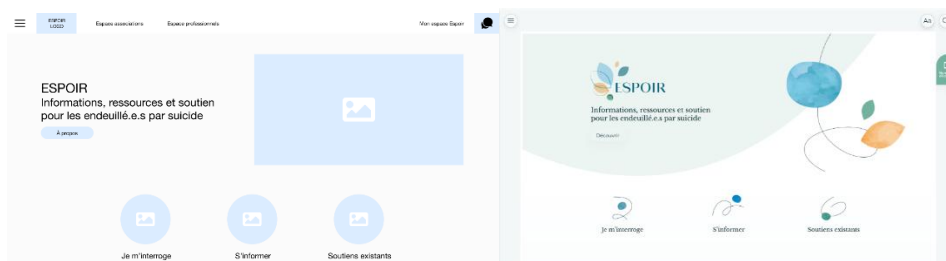 ESPOIR
LOGO
Espace associations
Espace professionnels
Mon espace Espoir
ESPOIR
Informations, ressources et soutien
pour les endeuillé.e.s par suicide
À propos
Je m'interroge
S'informer
Soutiens existants
Aa
ESPOIR
Informations, ressources et soutien
pour les endeuillé.e.s par suicide
Découvrir
Je m'interroge
S'informer
Soutiens existants